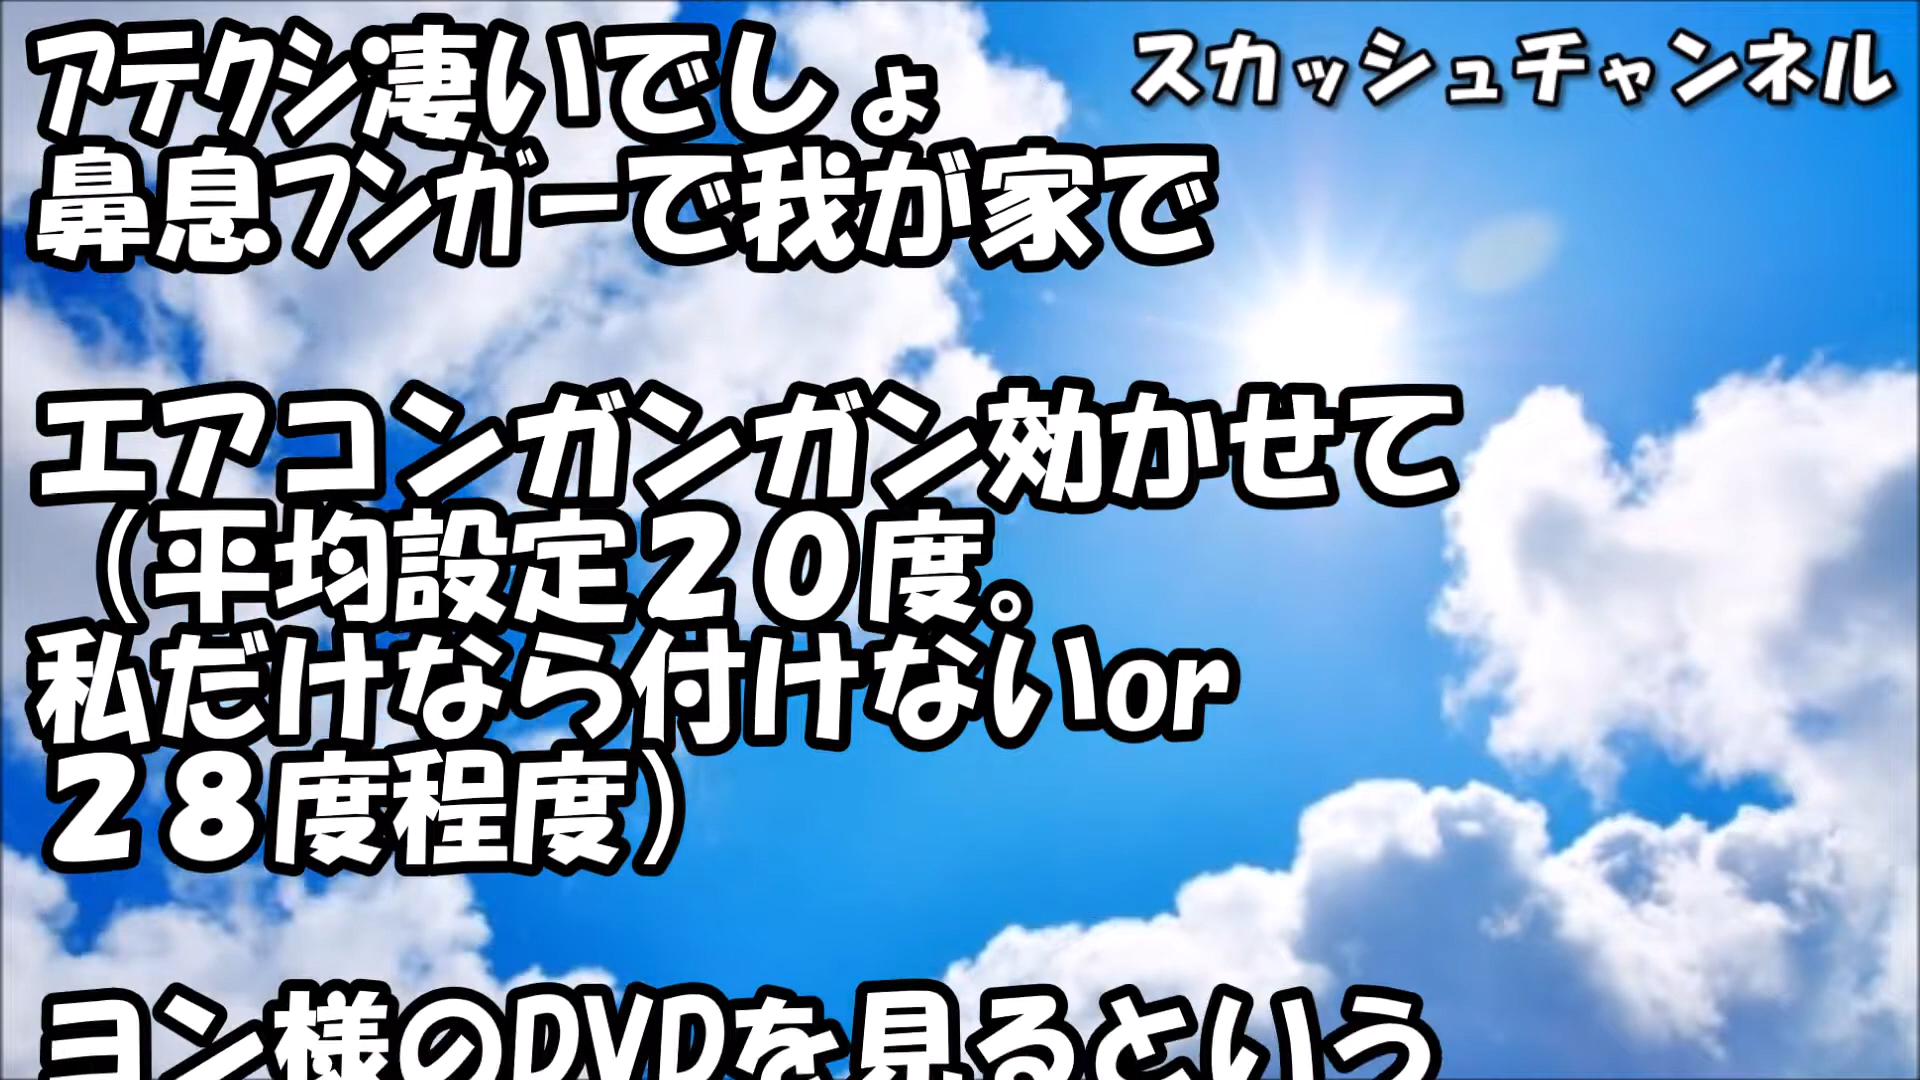 スカッシュチャンネル
アテクシ凄いでしょ
鼻息フンガーで我が家で
エアコンガンガン効かせて
（平均設定２０度。
私だけなら付けないor
２８度程度）
ヨン様のDVDを見るという